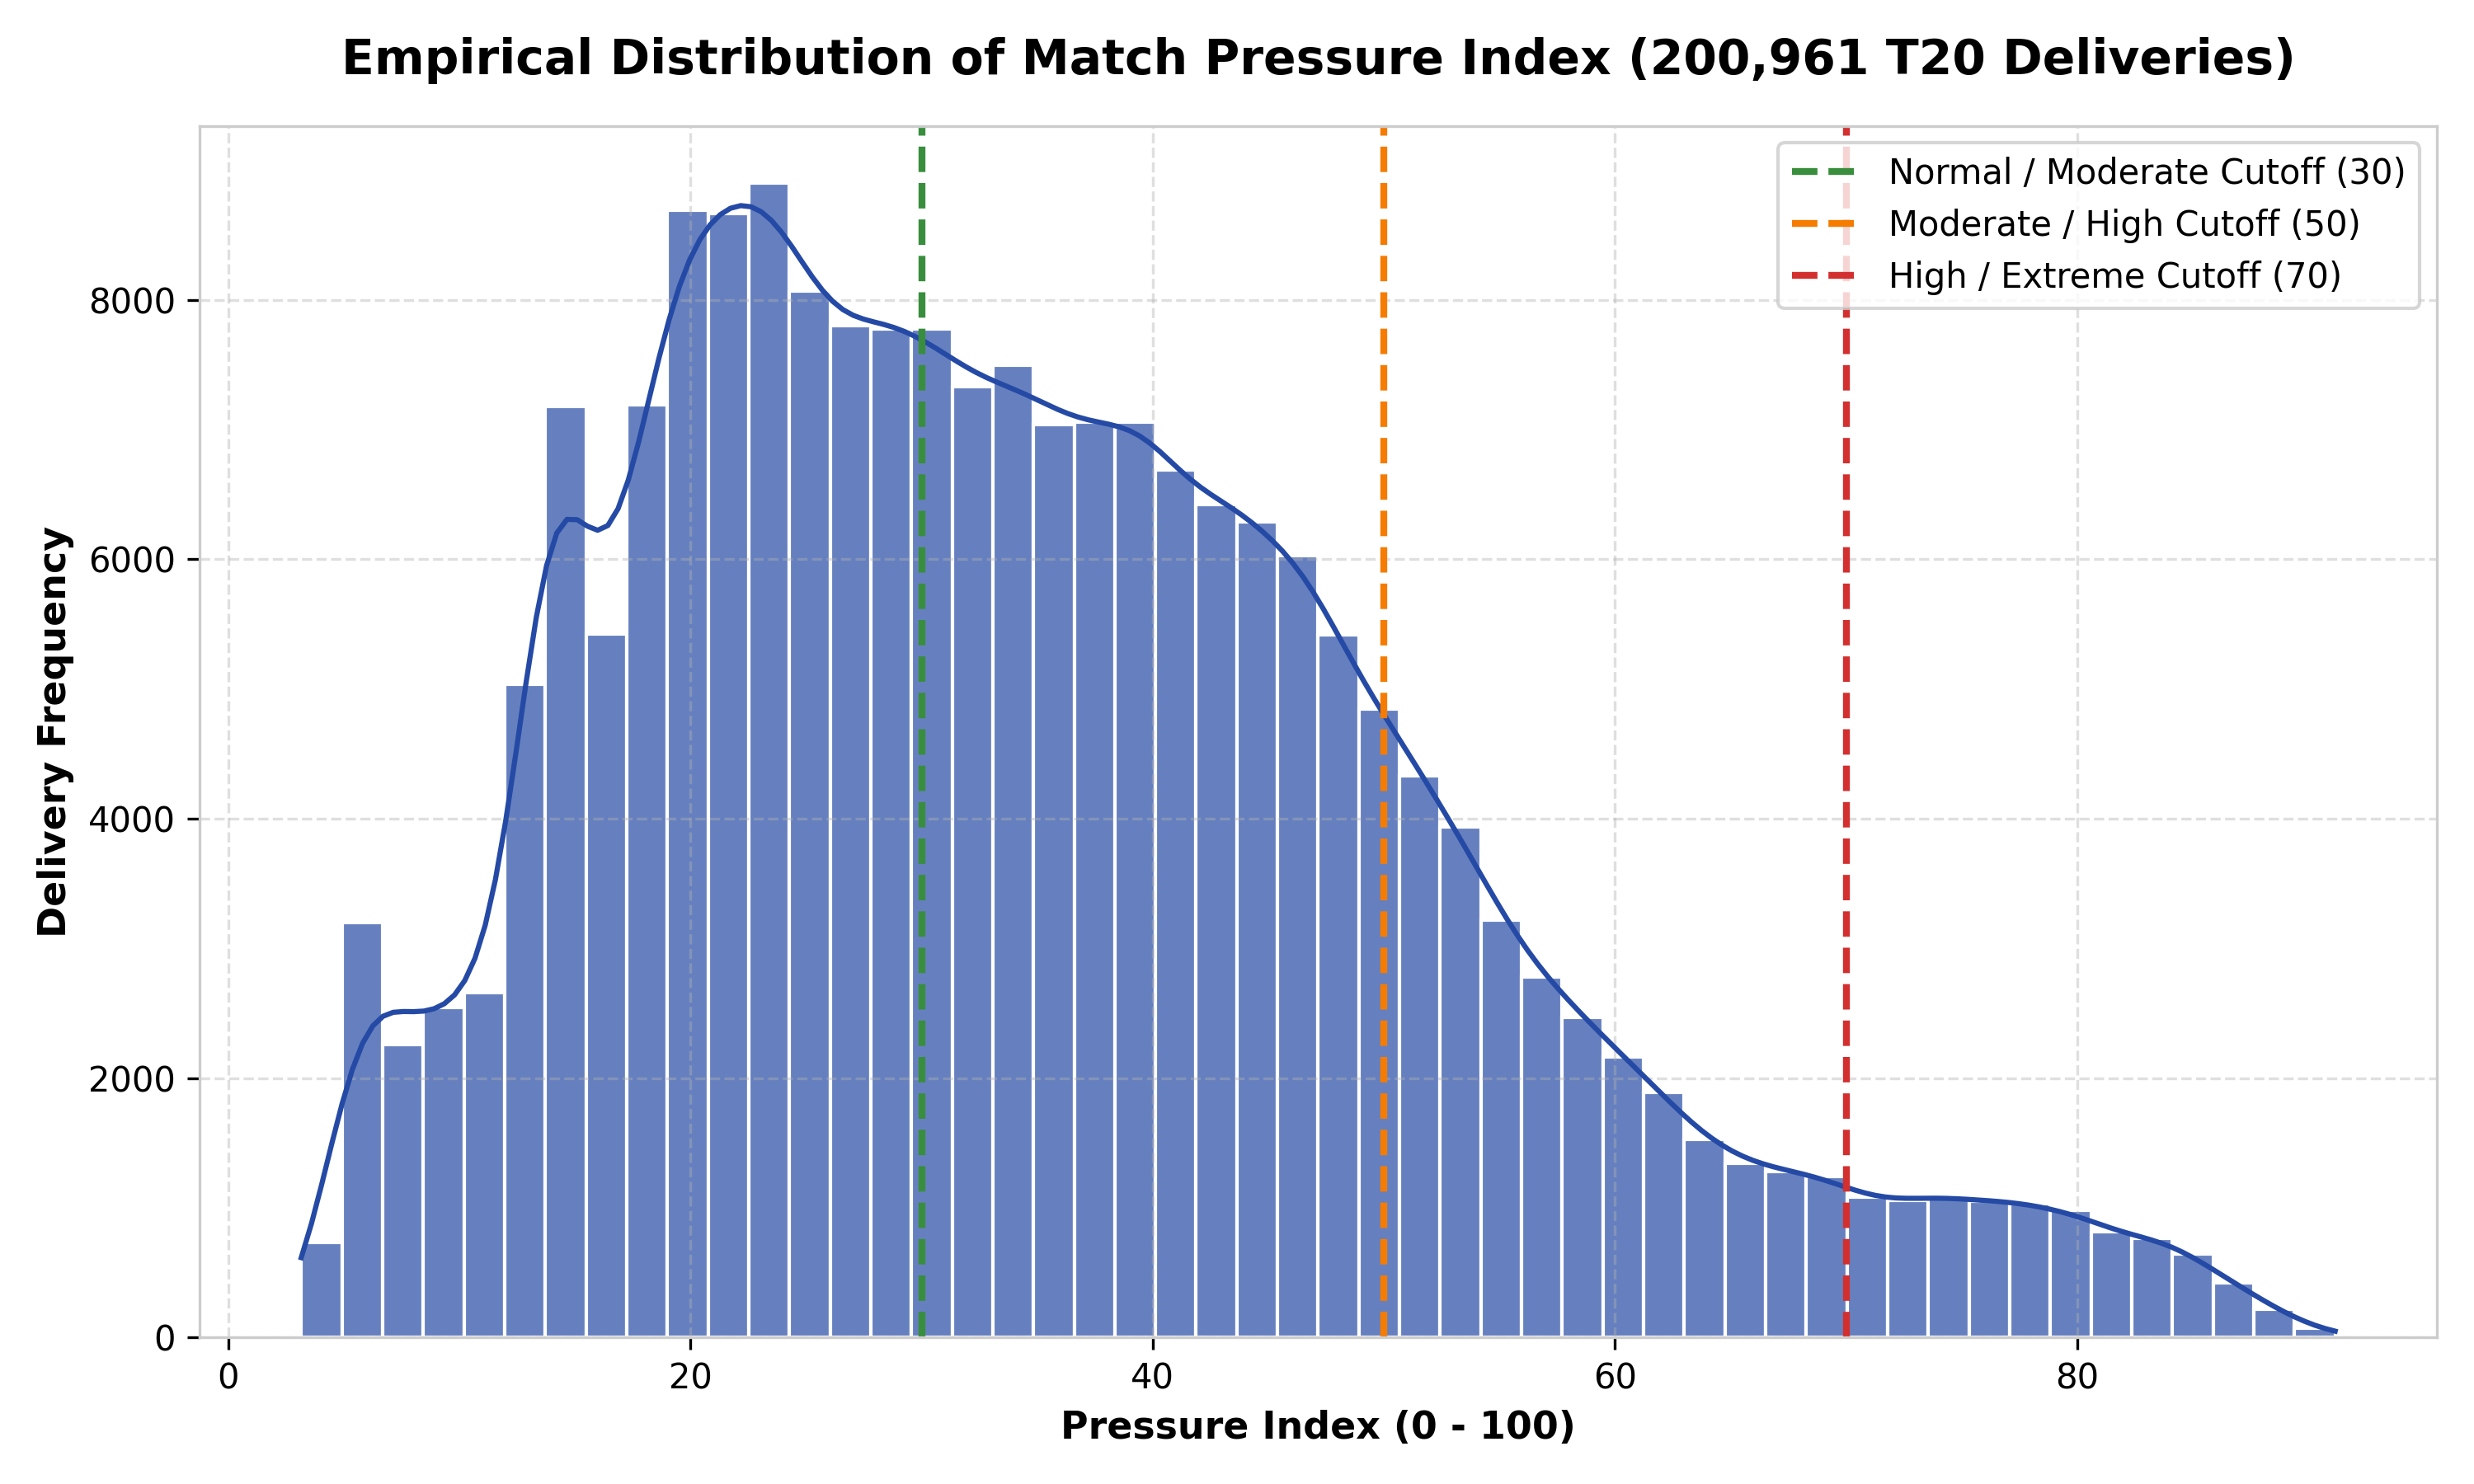 Empirical Distribution of Match Pressure Index (200,961 T20 Deliveries)
Normal / Moderate Cutoff (30)
Moderate / High Cutoff (50)
High / Extreme Cutoff (70)
Delivery Frequency
8000
6000
4000
2000
0
0 20 40 60 80
Pressure Index (0 - 100)